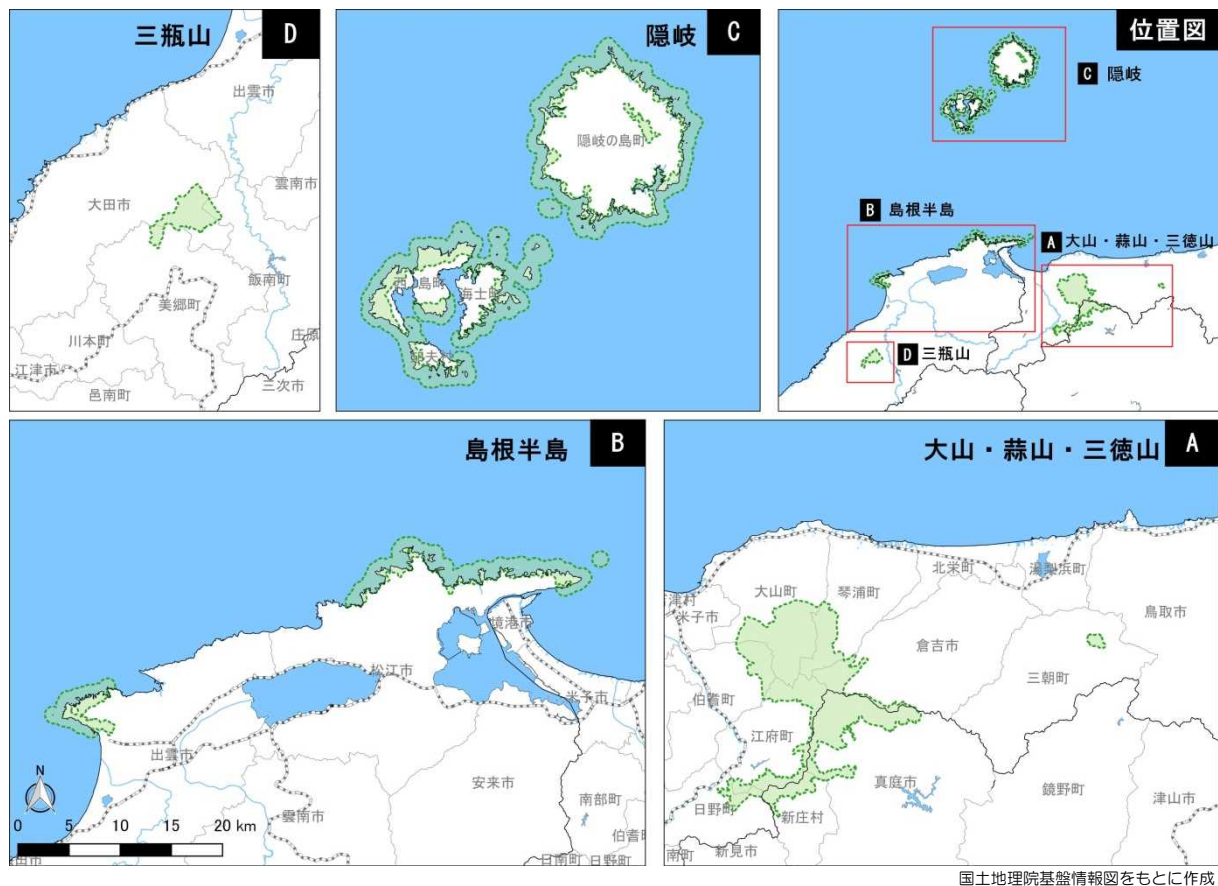 三瓶山 D
出雲市
雲南市
大田市
飯南町
美郷町
川本町
庄原
江津市
邑南町
三次市
隠岐 C
隠岐の島町
海士町
位置図
C 隠岐
B 島根半島
A 大山・蒜山・三徳山
D 三瓶山
島根半島 B
境港市
松江市
米子市
出雲市
安来市
雲南市
南部町
伯耆町
日南町 日野町
N
0 5 10 15 20 km
田市
大山・蒜山・三徳山 A
北栄町
湯梨浜町
大山町
琴浦町
鳥取市
津村
米子市
倉吉市
三朝町
伯耆町
江府町
真庭市
鏡野町
日野町
新庄村
津山市
南町
新見市
国土地理院基盤情報図をもとに作成